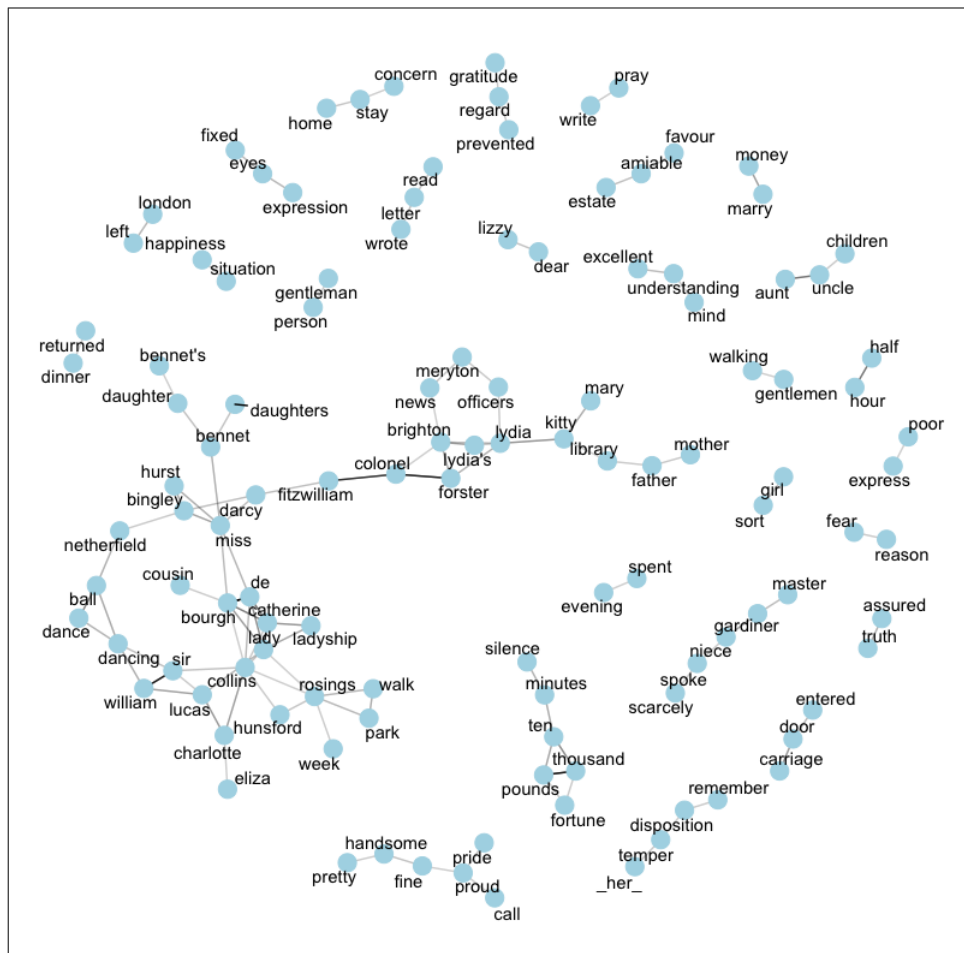 concern
gratitude
pray
stay
home
regard
write
prevented
fixed
favour
eyes
amiable
money
read
estate
marry
expression
london
letter
left
wrote
lizzy
happiness
children
excellent
situation
dear
understanding
aunt
uncle
gentleman
mind
person
returned
bennet's
half
dinner
meryton
walking
mary
daughter
news
officers
gentlemen
hour
daughters
kitty
poor
bennet
brighton
lydia
library
mother
hurst
colonel
lydia's
father
express
bingley
fitzwilliam
forster
girl
darcy
sort
fear
miss
netherfield
reason
cousin
de
spent
master
ball
bourgh
catherine
evening
assured
dance
lady
ladyship
gardiner
truth
dancing
sir
silence
niece
collins
rosings
walk
spoke
minutes
entered
william
lucas
scarcely
hunsford
park
ten
door
charlotte
week
thousand
carriage
eliza
pounds
remember
fortune
disposition
handsome
pride
temper
pretty
fine
proud
_her_
call